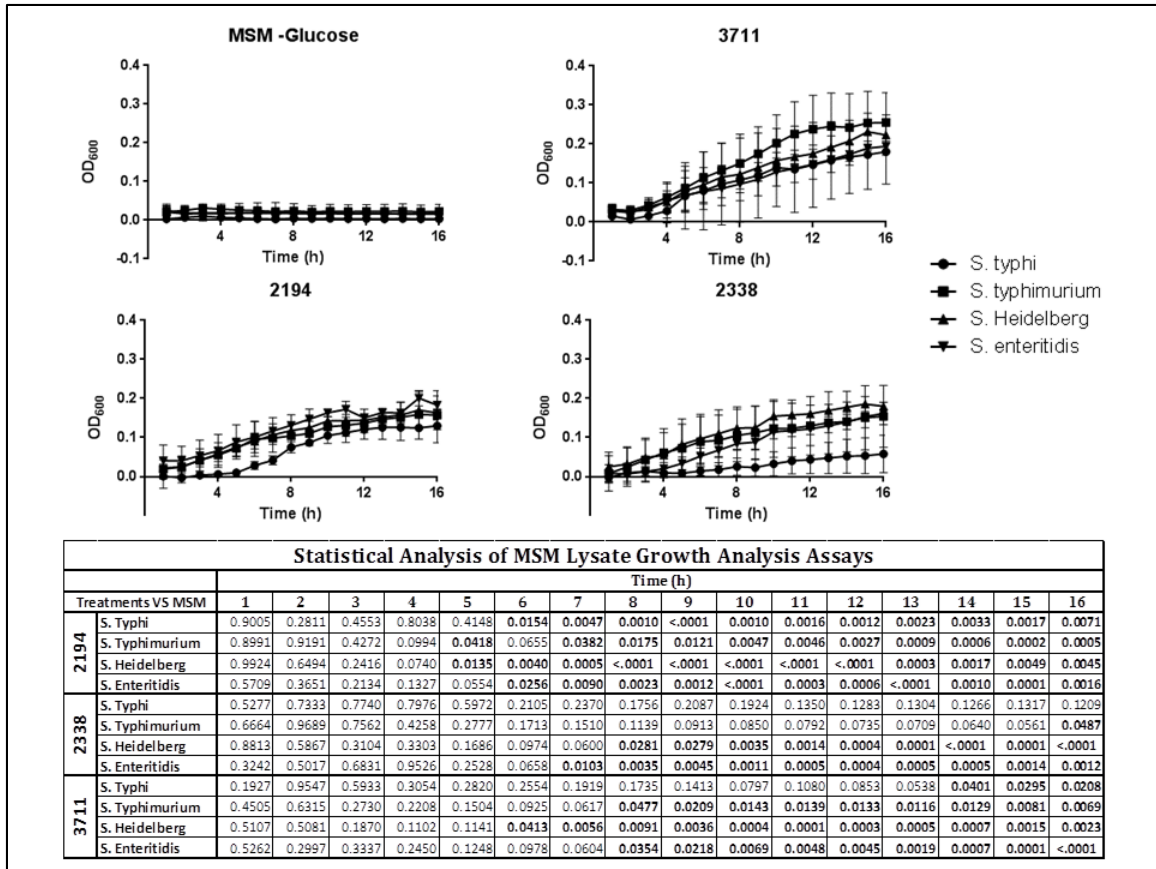 MSM -Glucose
0.4
0.3
0.2
0.1
0.0
-0.1
OD600
4 8 12 16
Time (h)
3711
0.4
0.3
0.2
0.1
0.0
-0.1
OD600
4 8 12 16
Time (h)
2194
0.4
0.3
0.2
0.1
0.0
OD600
4 8 12 16
Time (h)
2338
0.4
0.3
0.2
0.1
0.0
OD600
4 8 12 16
Time (h)
S. typhi
S. typhimurium
S. Heidelberg
S. enteritidis
Statistical Analysis of MSM Lysate Growth Analysis Assays
Time (h)
Treatments VS MSM 1 2 3 4 5 6 7 8 9 10 11 12 13 14 15 16
2194
S. Typhi 0.9005 0.2811 0.4553 0.8038 0.4148 0.0154 0.0047 0.0010 <.0001 0.0010 0.0016 0.0012 0.0023 0.0033 0.0017 0.0071
S. Typhimurium 0.8991 0.9191 0.4272 0.0994 0.0418 0.0655 0.0382 0.0175 0.0121 0.0047 0.0046 0.0027 0.0009 0.0006 0.0002 0.0005
S. Heidelberg 0.9924 0.6494 0.2416 0.0740 0.0135 0.0040 0.0005 <.0001 <.0001 <.0001 <.0001 <.0001 0.0003 0.0017 0.0049 0.0045
S. Enteritidis 0.5709 0.3651 0.2134 0.1327 0.0554 0.0256 0.0090 0.0023 0.0012 <.0001 0.0003 0.0006 <.0001 0.0010 0.0001 0.0016
2338
S. Typhi 0.5277 0.7333 0.7740 0.7976 0.5972 0.2105 0.2370 0.1756 0.2087 0.1924 0.1350 0.1283 0.1304 0.1266 0.1317 0.1209
S. Typhimurium 0.6664 0.9689 0.7562 0.4258 0.2777 0.1713 0.1510 0.1139 0.0913 0.0850 0.0792 0.0735 0.0709 0.0640 0.0561 0.0487
S. Heidelberg 0.8813 0.5867 0.3104 0.3303 0.1686 0.0974 0.0600 0.0281 0.0279 0.0035 0.0014 0.0004 0.0001 <.0001 0.0001 <.0001
S. Enteritidis 0.3242 0.5017 0.6831 0.9526 0.2528 0.0658 0.0103 0.0035 0.0045 0.0011 0.0005 0.0004 0.0005 0.0005 0.0014 0.0012
3711
S. Typhi 0.1927 0.9547 0.5933 0.3054 0.2820 0.2554 0.1919 0.1735 0.1413 0.0797 0.1080 0.0853 0.0538 0.0401 0.0295 0.0208
S. Typhimurium 0.4505 0.6315 0.2730 0.2208 0.1504 0.0925 0.0617 0.0477 0.0209 0.0143 0.0139 0.0133 0.0116 0.0129 0.0081 0.0069
S. Heidelberg 0.5107 0.5081 0.1870 0.1102 0.1141 0.0413 0.0056 0.0091 0.0036 0.0004 0.0001 0.0003 0.0005 0.0007 0.0015 0.0023
S. Enteritidis 0.5262 0.2997 0.3337 0.2450 0.1248 0.0978 0.0604 0.0354 0.0218 0.0069 0.0048 0.0045 0.0019 0.0007 0.0001 <.0001